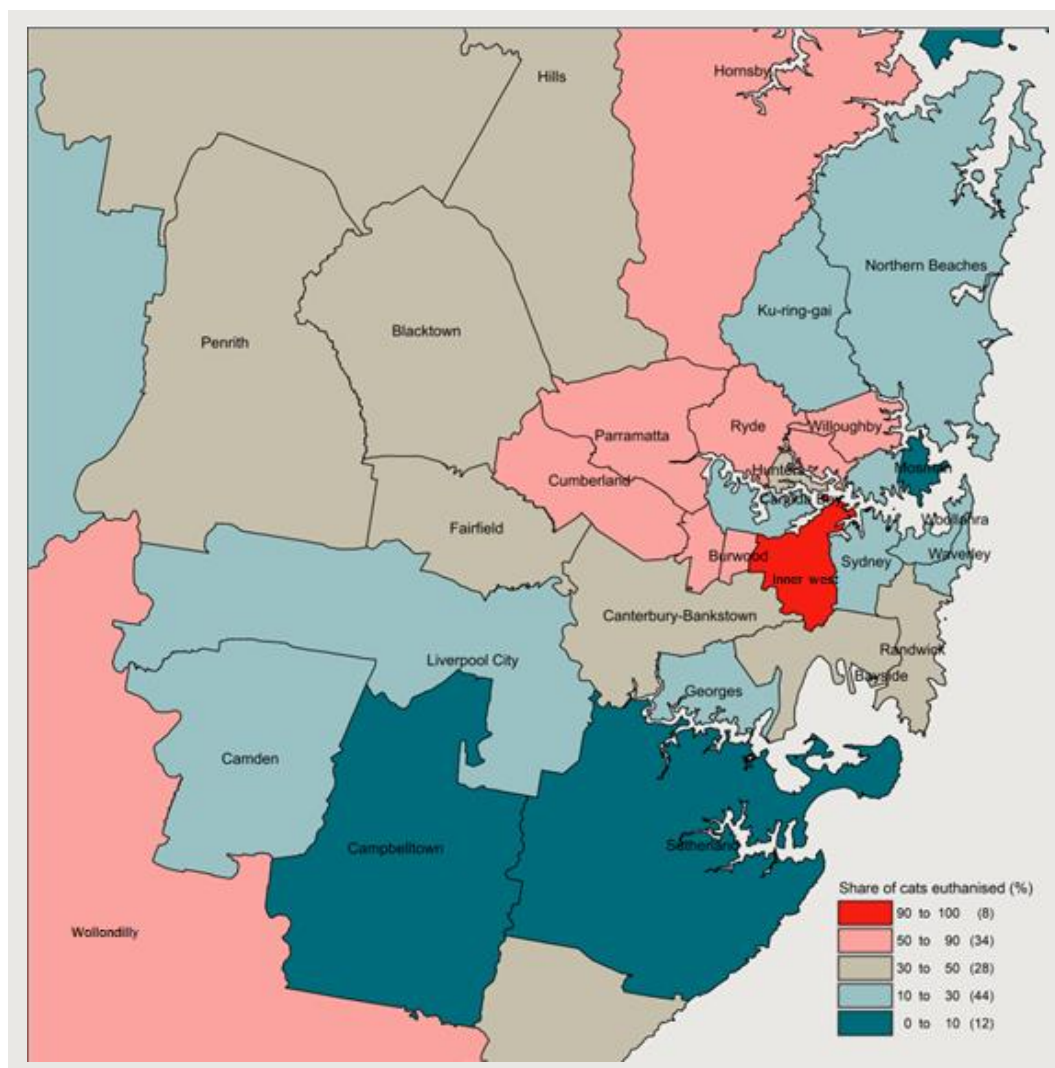 Hornsby
Hills
Northern Beaches
Ku-ring-gai
Blacktown
Penrith
Ryde
Willoughby
Parramatta
Mosman
Hunters
Cumberland
Canada Bay
Woollahra
Fairfield
Burwood
Waverley
Sydney
Inner west
Canterbury-Bankstown
Randwick
Liverpool City
Bayside
Georges
Camden
Campbelltown
Sutherland
Wollondilly
Share of cats euthanised (%)
90 to 100 (8)
50 to 90 (34)
30 to 50 (28)
10 to 30 (44)
0 to 10 (12)